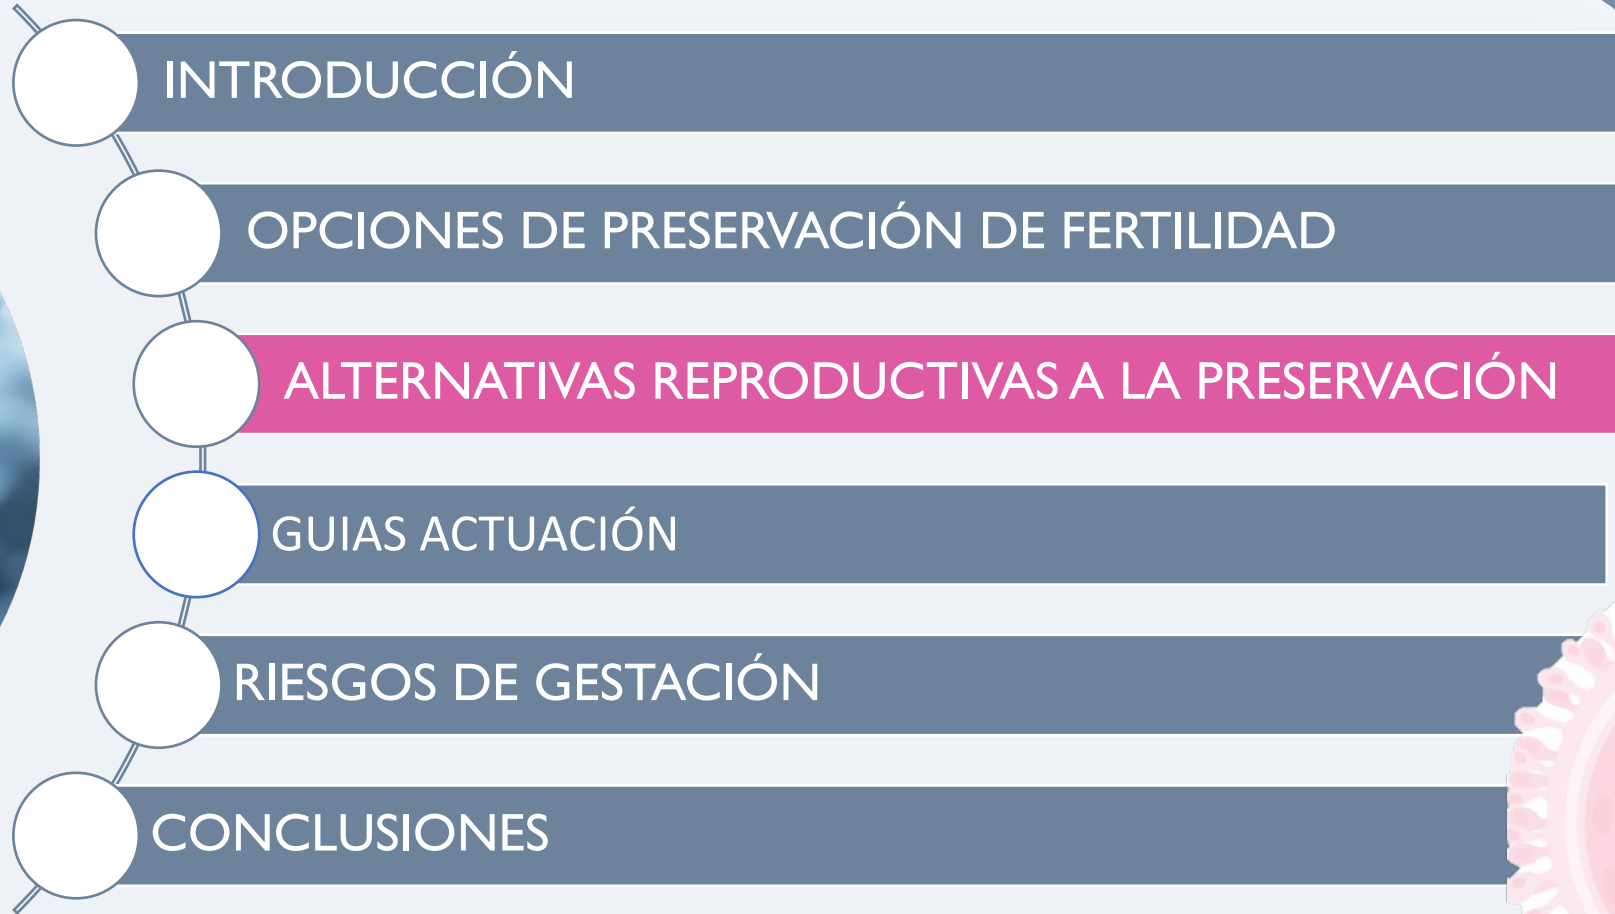 INTRODUCCIÓN
OPCIONES DE PRESERVACIÓN DE FERTILIDAD
ALTERNATIVAS REPRODUCTIVAS A LA PRESERVACIÓN
GUIAS ACTUACIÓN
RIESGOS DE GESTACIÓN
CONCLUSIONES